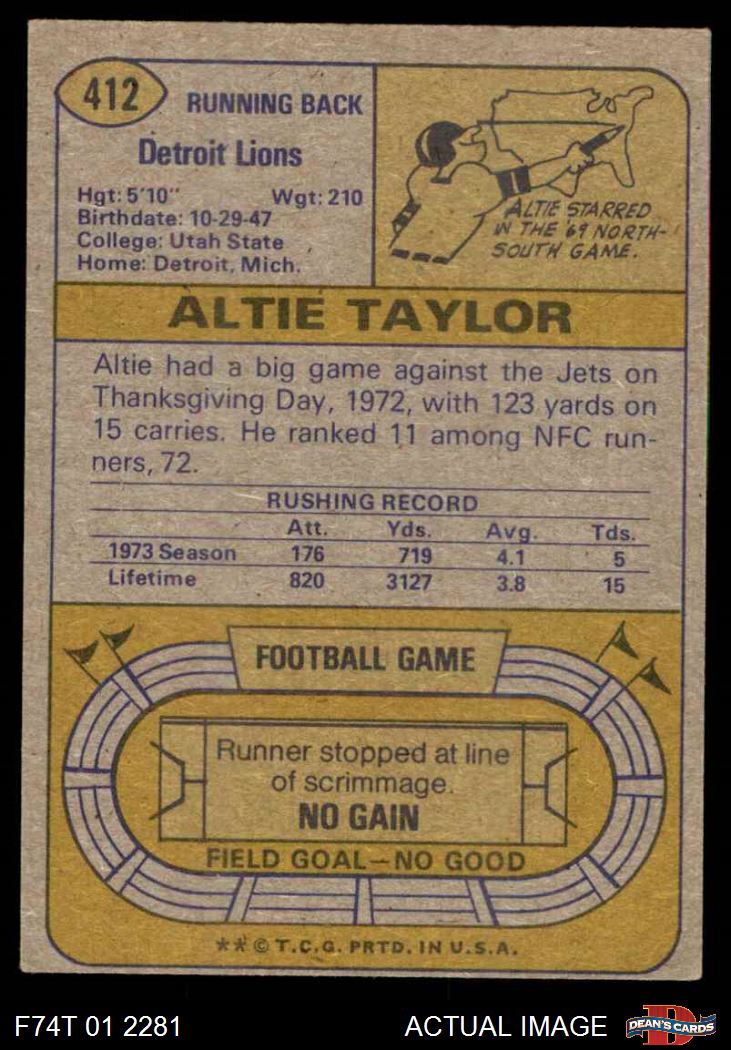 412
RUNNING BACK
Detroit Lions
Hgt: 5'10" Wgt: 210
Birthdate: 10-29-47
College: Utah State
Home: Detroit, Mich.
ALTIE STARRED
IN THE '69 NORTH-
SOUTH GAME.
ALTIE TAYLOR
Altie had a big game against the Jets on
Thanksgiving Day, 1972, with 123 yards on
15 carries. He ranked 11 among NFC run-
ners, 72.
RUSHING RECORD
Att. Yds. Avg. Tds.
1973 Season 176 719 4.1 5
Lifetime 820 3127 3.8 15
FOOTBALL GAME
Runner stopped at line
of scrimmage.
NO GAIN
FIELD GOAL—NO GOOD
** © T.C.G. PRTD. IN U.S.A.
F74T 01 2281 ACTUAL IMAGE
D
DEAN'S CARDS